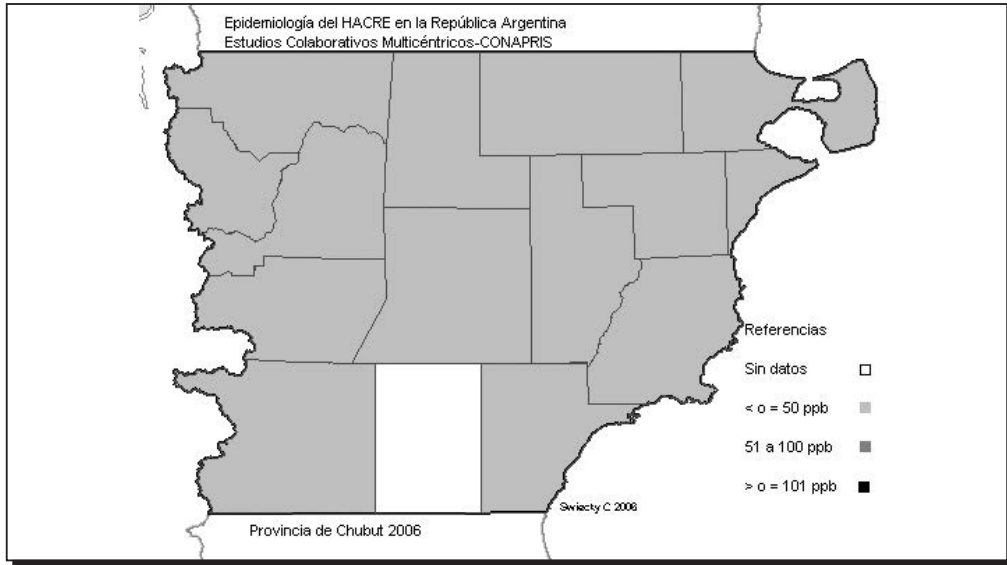 Epidemiología del HACRE en la República Argentina
Estudios Colaborativos Multicéntricos-CONAPRIS
Referencias
Sin datos
< o = 50 ppb
51 a 100 ppb
> o = 101 ppb
Swiecky C 2006
Provincia de Chubut 2006